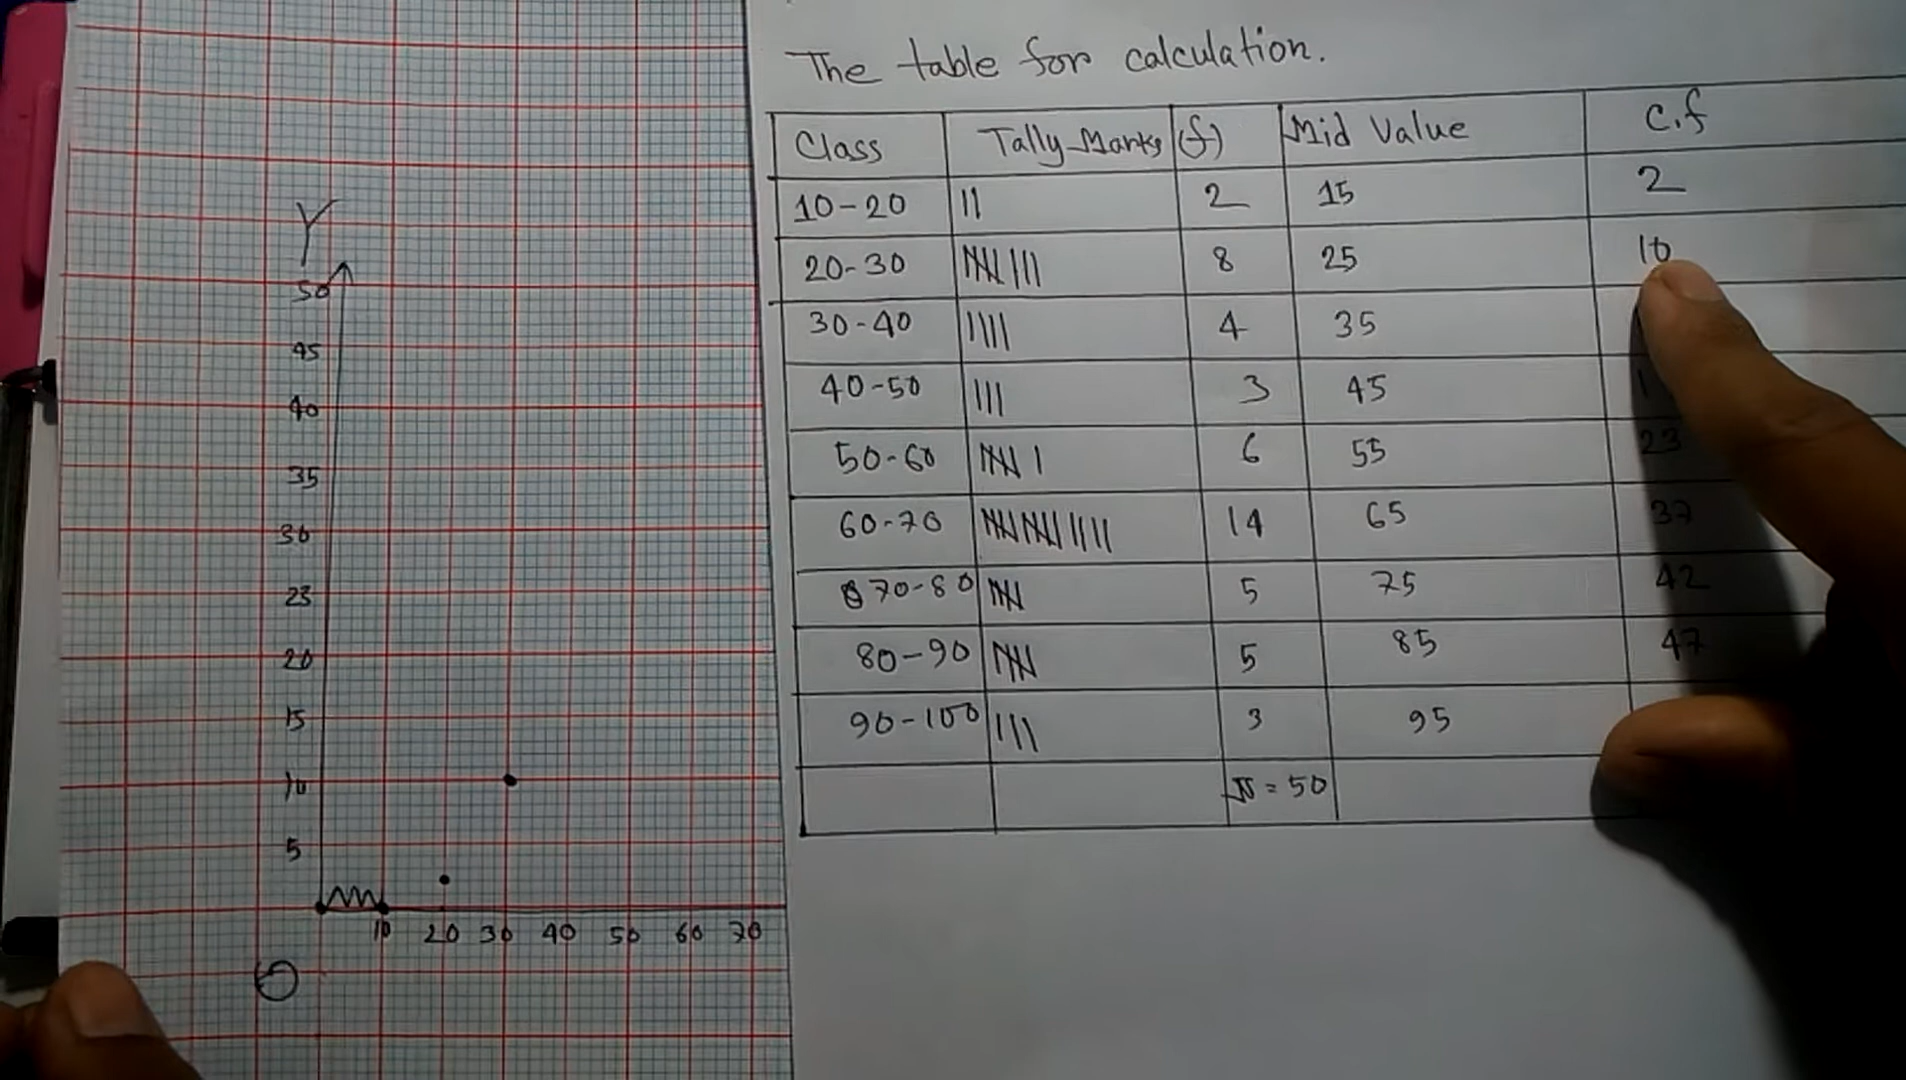 The table for calculation.
Class Tally Marks (f) Mid Value C.f
10-20 || 2 15 2
20-30 8 25 10
30-40 |||| 4 35
40-50 ||| 3 45 1
50-60 6 55 23
60-70 14 65 37
70-80 5 75 42
80-90 5 85 47
90-100 ||| 3 95
N = 50
Y
50
45
40
35
30
25
20
15
10
5
10 20 30 40 50 60 70
O